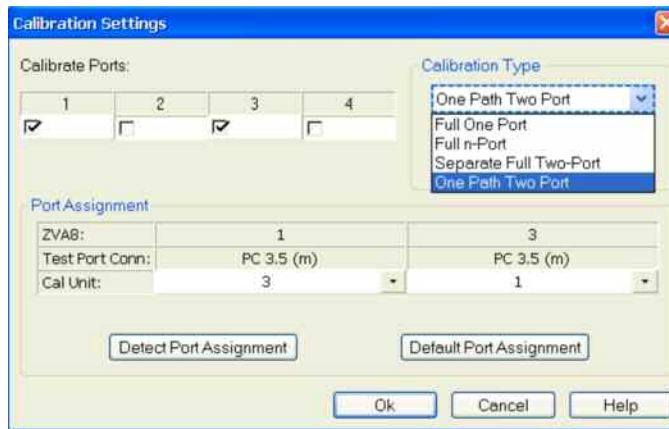 Calibration Settings
Calibrate Ports:
1 2 3 4
Calibration Type
One Path Two Port
Full One Port
Full n-Port
Separate Full Two-Port
One Path Two Port
Port Assignment
ZVA8: 1 3
Test Port Conn: PC 3.5 (m) PC 3.5 (m)
Cal Unit: 3 1
Detect Port Assignment Default Port Assignment
Ok Cancel Help